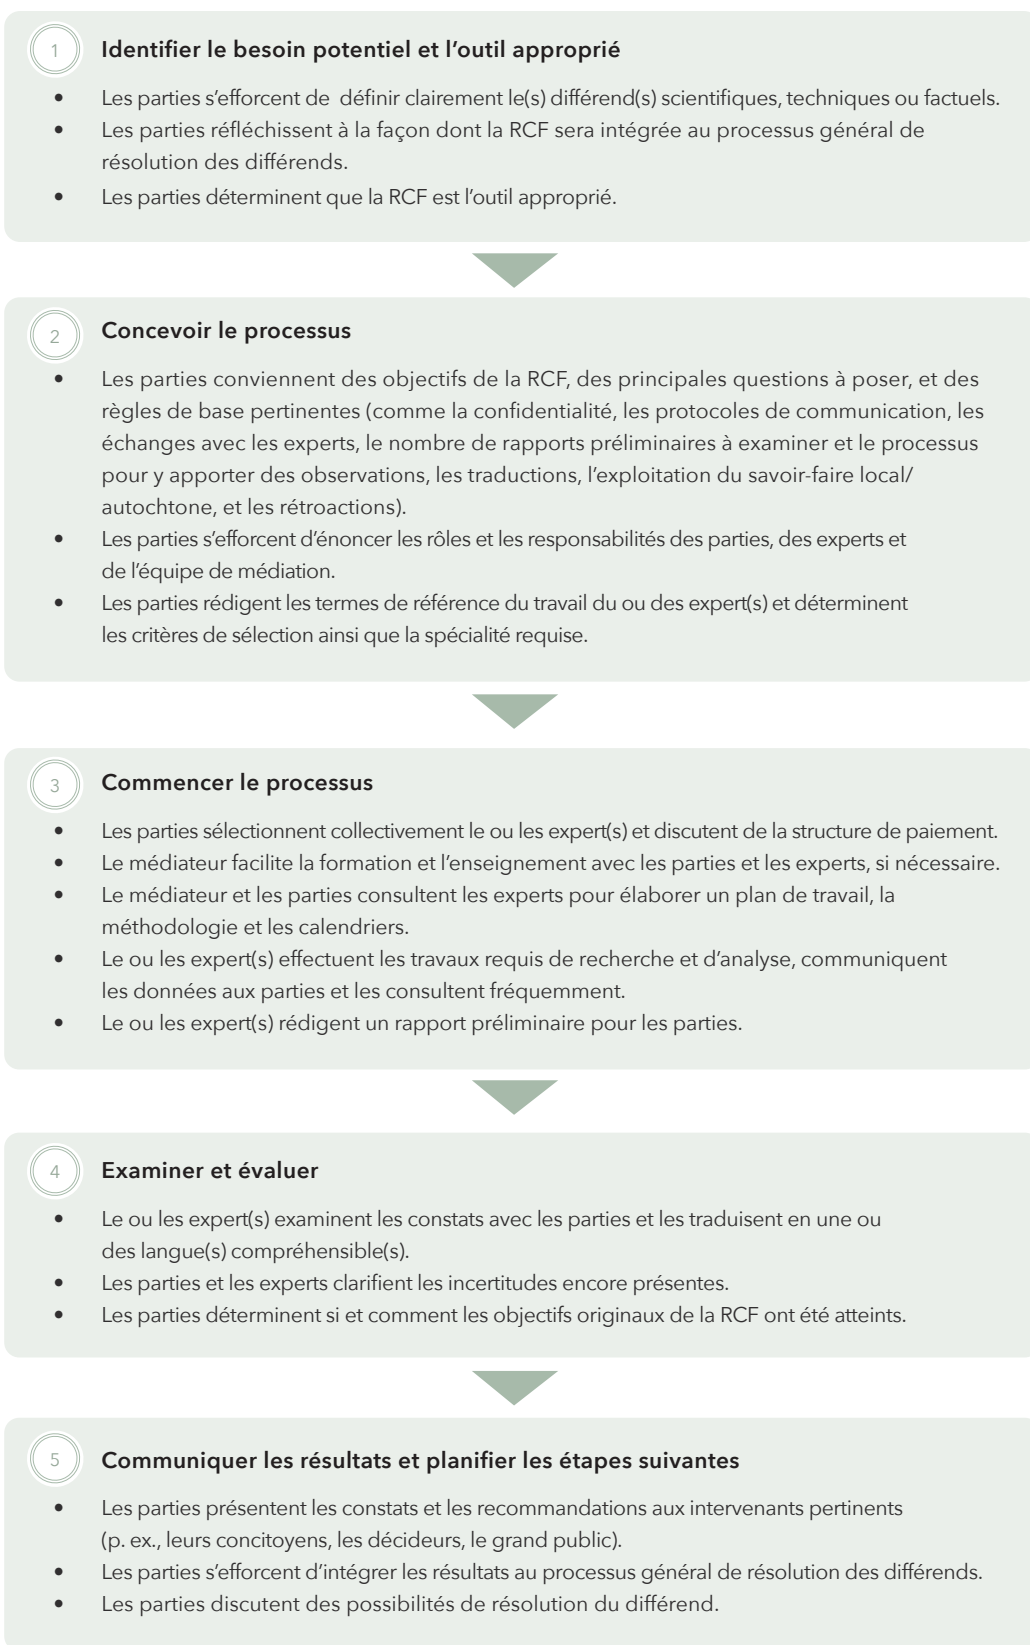 1 Identifier le besoin potentiel et l’outil approprié
• Les parties s’efforcent de définir clairement le(s) différend(s) scientifiques, techniques ou factuels.
• Les parties réfléchissent à la façon dont la RCF sera intégrée au processus général de
résolution des différends.
• Les parties déterminent que la RCF est l’outil approprié.
2 Concevoir le processus
• Les parties conviennent des objectifs de la RCF, des principales questions à poser, et des
règles de base pertinentes (comme la confidentialité, les protocoles de communication, les
échanges avec les experts, le nombre de rapports préliminaires à examiner et le processus
pour y apporter des observations, les traductions, l’exploitation du savoir-faire local/
autochtone, et les rétroactions).
• Les parties s’efforcent d’énoncer les rôles et les responsabilités des parties, des experts et
de l’équipe de médiation.
• Les parties rédigent les termes de référence du travail du ou des expert(s) et déterminent
les critères de sélection ainsi que la spécialité requise.
3 Commencer le processus
• Les parties sélectionnent collectivement le ou les expert(s) et discutent de la structure de paiement.
• Le médiateur facilite la formation et l’enseignement avec les parties et les experts, si nécessaire.
• Le médiateur et les parties consultent les experts pour élaborer un plan de travail, la
méthodologie et les calendriers.
• Le ou les expert(s) effectuent les travaux requis de recherche et d’analyse, communiquent
les données aux parties et les consultent fréquemment.
• Le ou les expert(s) rédigent un rapport préliminaire pour les parties.
4 Examiner et évaluer
• Le ou les expert(s) examinent les constats avec les parties et les traduisent en une ou
des langue(s) compréhensible(s).
• Les parties et les experts clarifient les incertitudes encore présentes.
• Les parties déterminent si et comment les objectifs originaux de la RCF ont été atteints.
5 Communiquer les résultats et planifier les étapes suivantes
• Les parties présentent les constats et les recommandations aux intervenants pertinents
(p. ex., leurs concitoyens, les décideurs, le grand public).
• Les parties s’efforcent d’intégrer les résultats au processus général de résolution des différends.
• Les parties discutent des possibilités de résolution du différend.